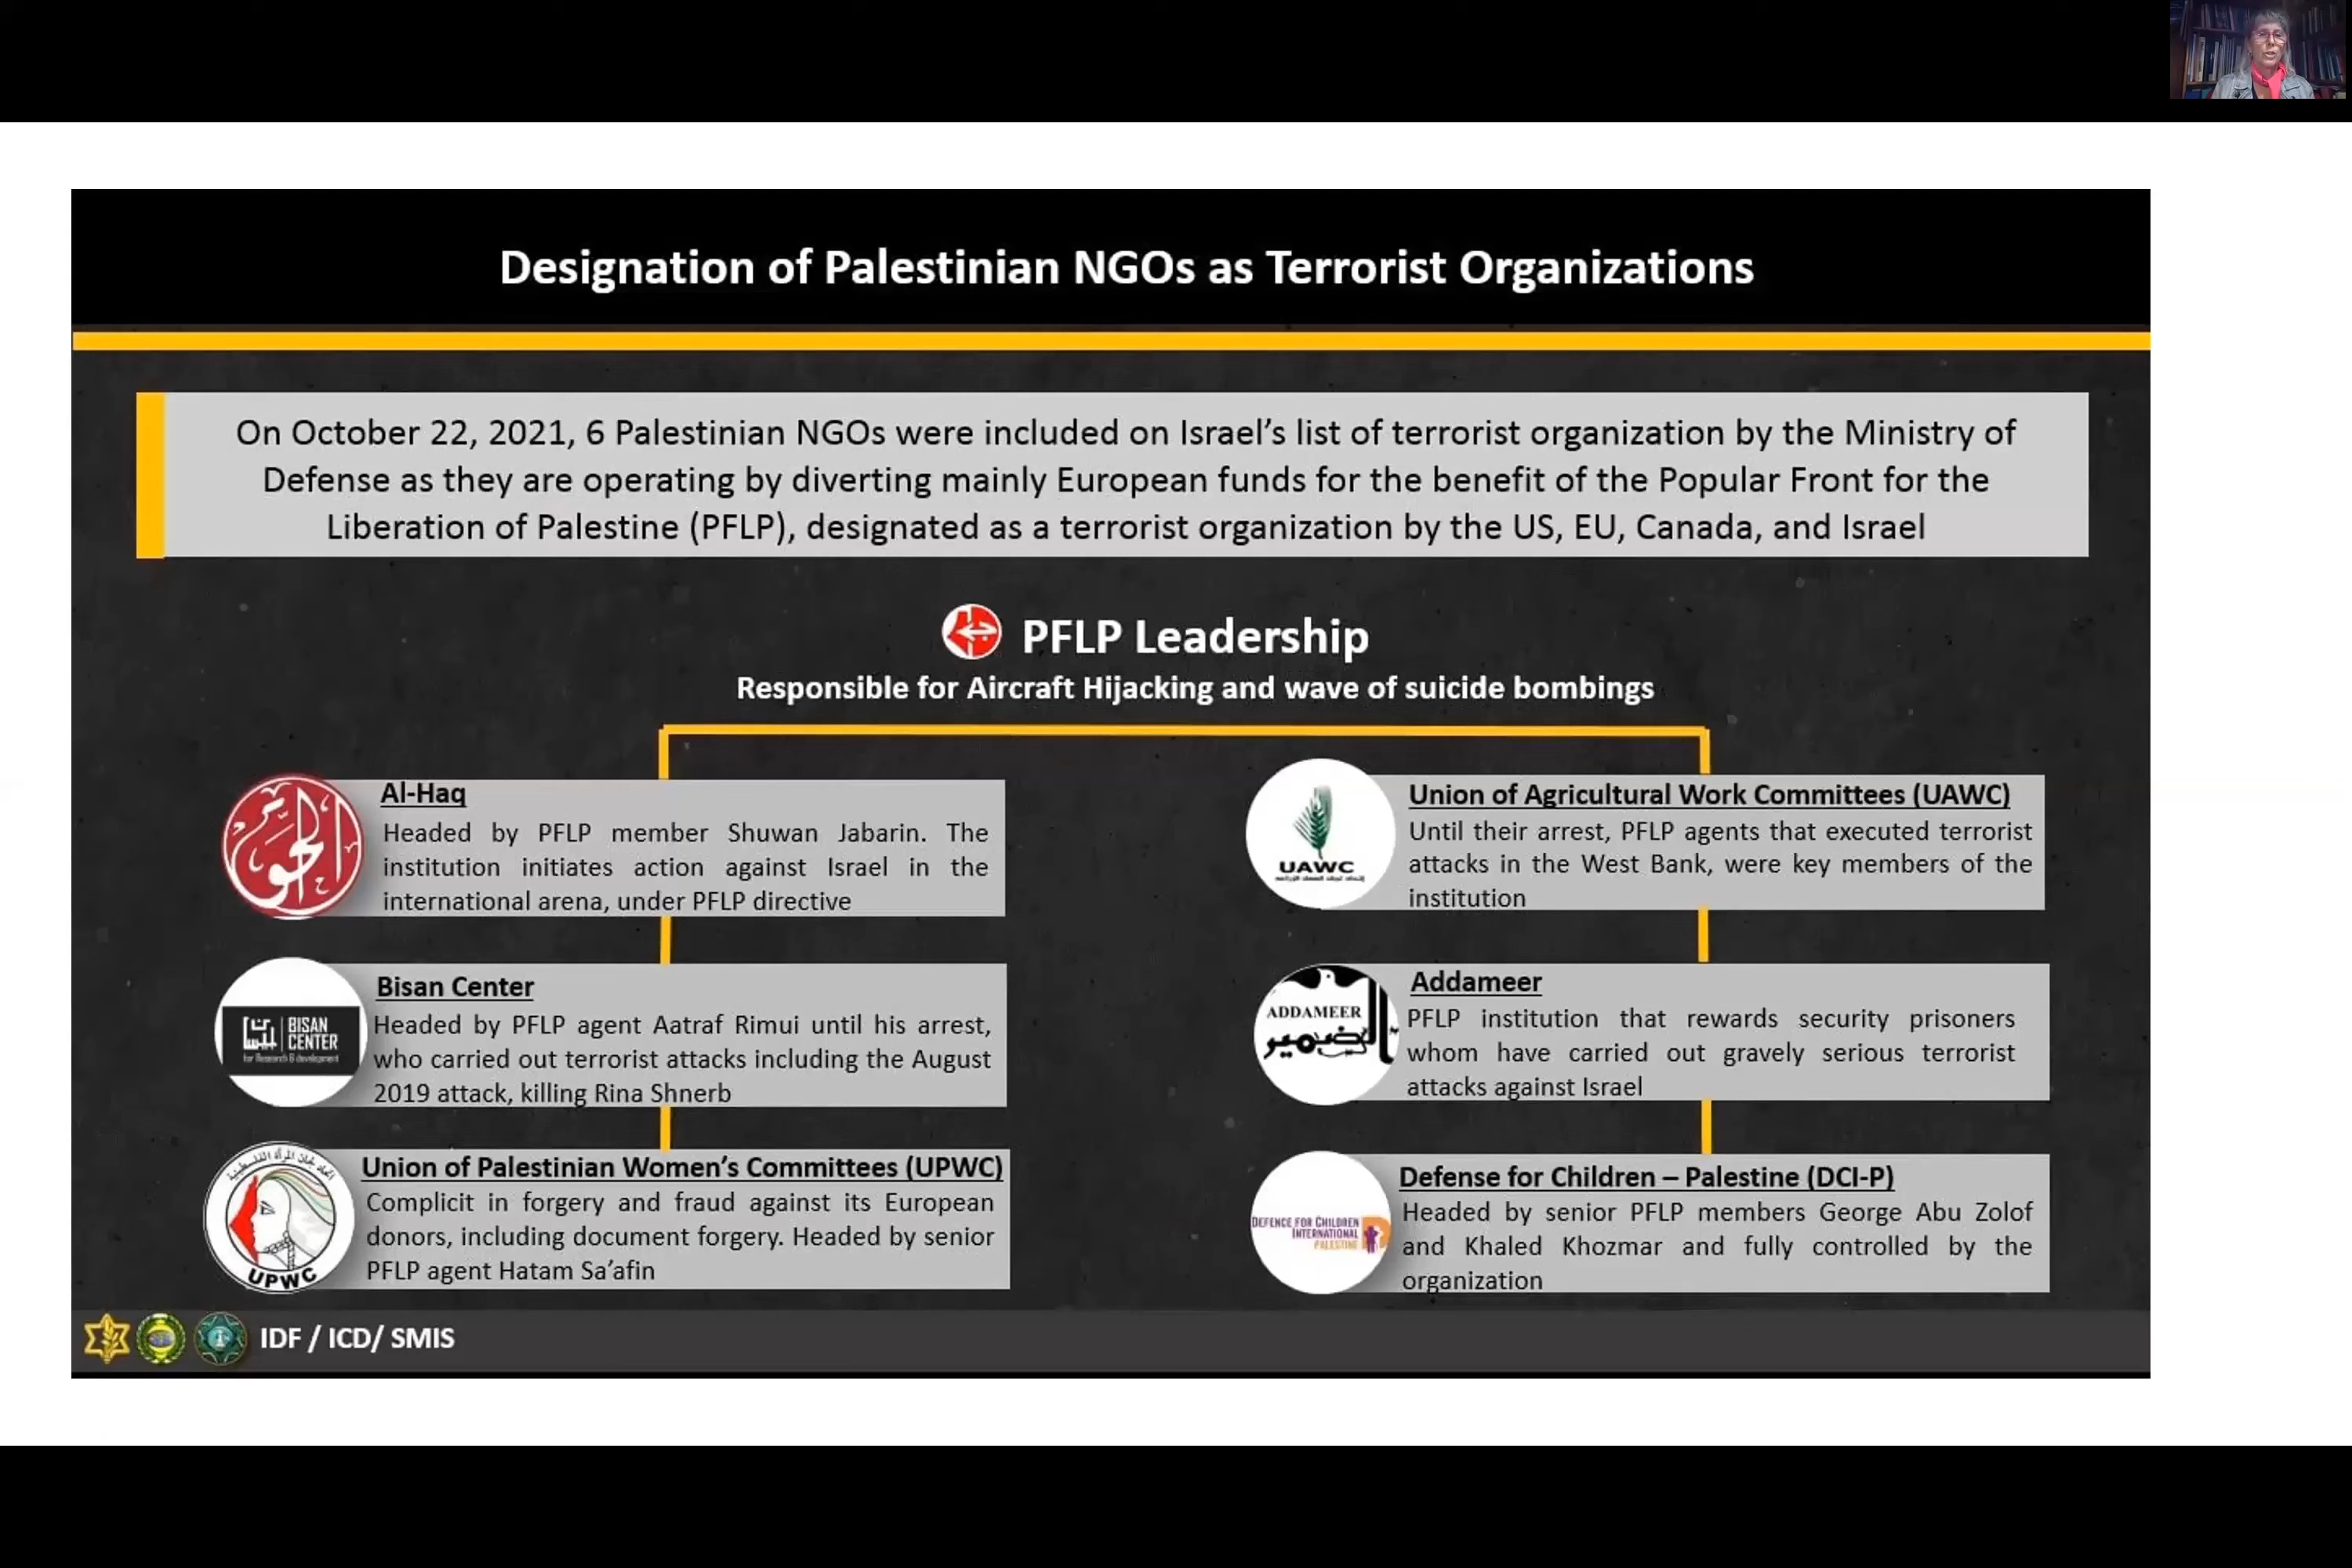 Designation of Palestinian NGOs as Terrorist Organizations
On October 22, 2021, 6 Palestinian NGOs were included on Israel's list of terrorist organization by the Ministry of
Defense as they are operating by diverting mainly European funds for the benefit of the Popular Front for the
Liberation of Palestine (PFLP), designated as a terrorist organization by the US, EU, Canada, and Israel
PFLP Leadership
Responsible for Aircraft Hijacking and wave of suicide bombings
الحق
Al-Haq
Headed by PFLP member Shuwan Jabarin. The
institution initiates action against Israel in the
international arena, under PFLP directive
BISAN
CENTER
for Research & development
Bisan Center
Headed by PFLP agent Aatraf Rimui until his arrest,
who carried out terrorist attacks including the August
2019 attack, killing Rina Shnerb
اتحاد لجان المرأة الفلسطينية
UPWC
Union of Palestinian Women's Committees (UPWC)
Complicit in forgery and fraud against its European
donors, including document forgery. Headed by senior
PFLP agent Hatam Sa'afin
UAWC
Union of Agricultural Work Committees (UAWC)
Until their arrest, PFLP agents that executed terrorist
attacks in the West Bank, were key members of the
institution
ADDAMEER
الضمير
Addameer
PFLP institution that rewards security prisoners
whom have carried out gravely serious terrorist
attacks against Israel
DEFENCE FOR CHILDREN
INTERNATIONAL
PALESTINE
Defense for Children – Palestine (DCI-P)
Headed by senior PFLP members George Abu Zolof
and Khaled Khozmar and fully controlled by the
organization
IDF / ICD/ SMIS